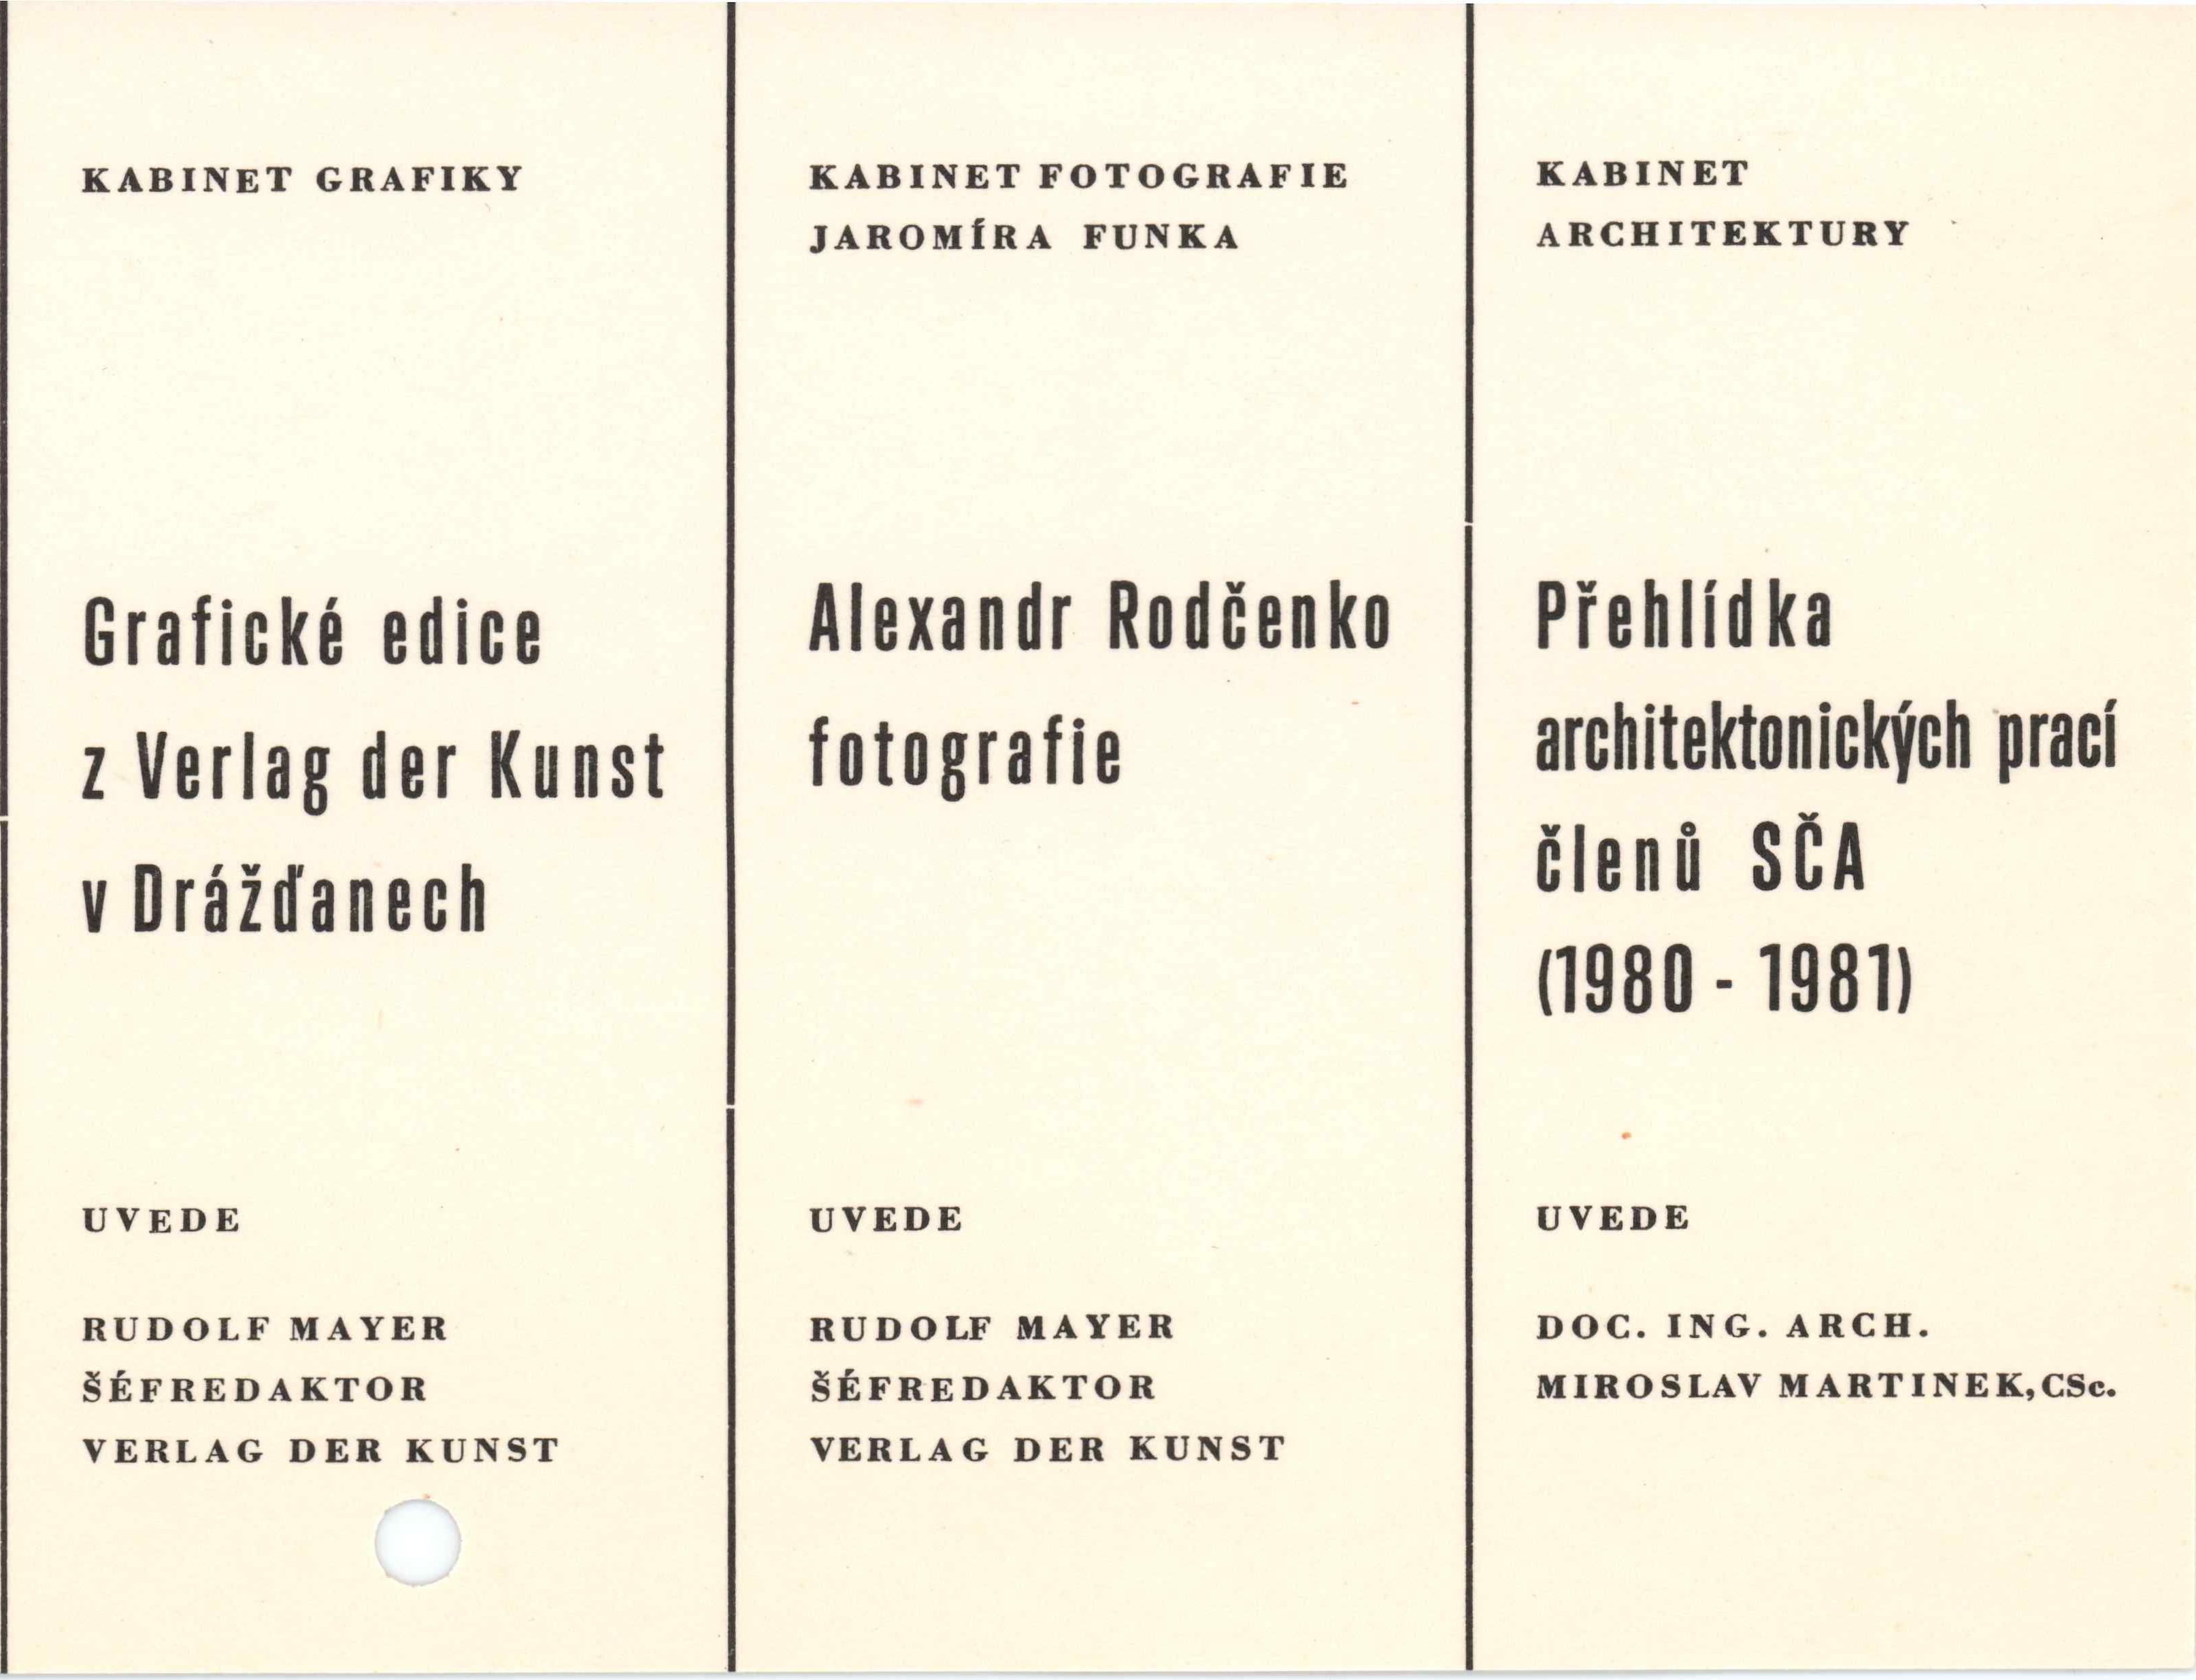 KABINET GRAFIKY
Grafické edice
z Verlag der Kunst
v Drážďanech
UVEDE
RUDOLF MAYER
ŠÉFREDAKTOR
VERLAG DER KUNST
KABINET FOTOGRAFIE
JAROMÍRA FUNKA
Alexandr Rodčenko
fotografie
UVEDE
RUDOLF MAYER
ŠÉFREDAKTOR
VERLAG DER KUNST
KABINET
ARCHITEKTURY
Přehlídka
architektonických prací
členů SČA
(1980 - 1981)
UVEDE
DOC. ING. ARCH.
MIROSLAV MARTINEK, CSc.